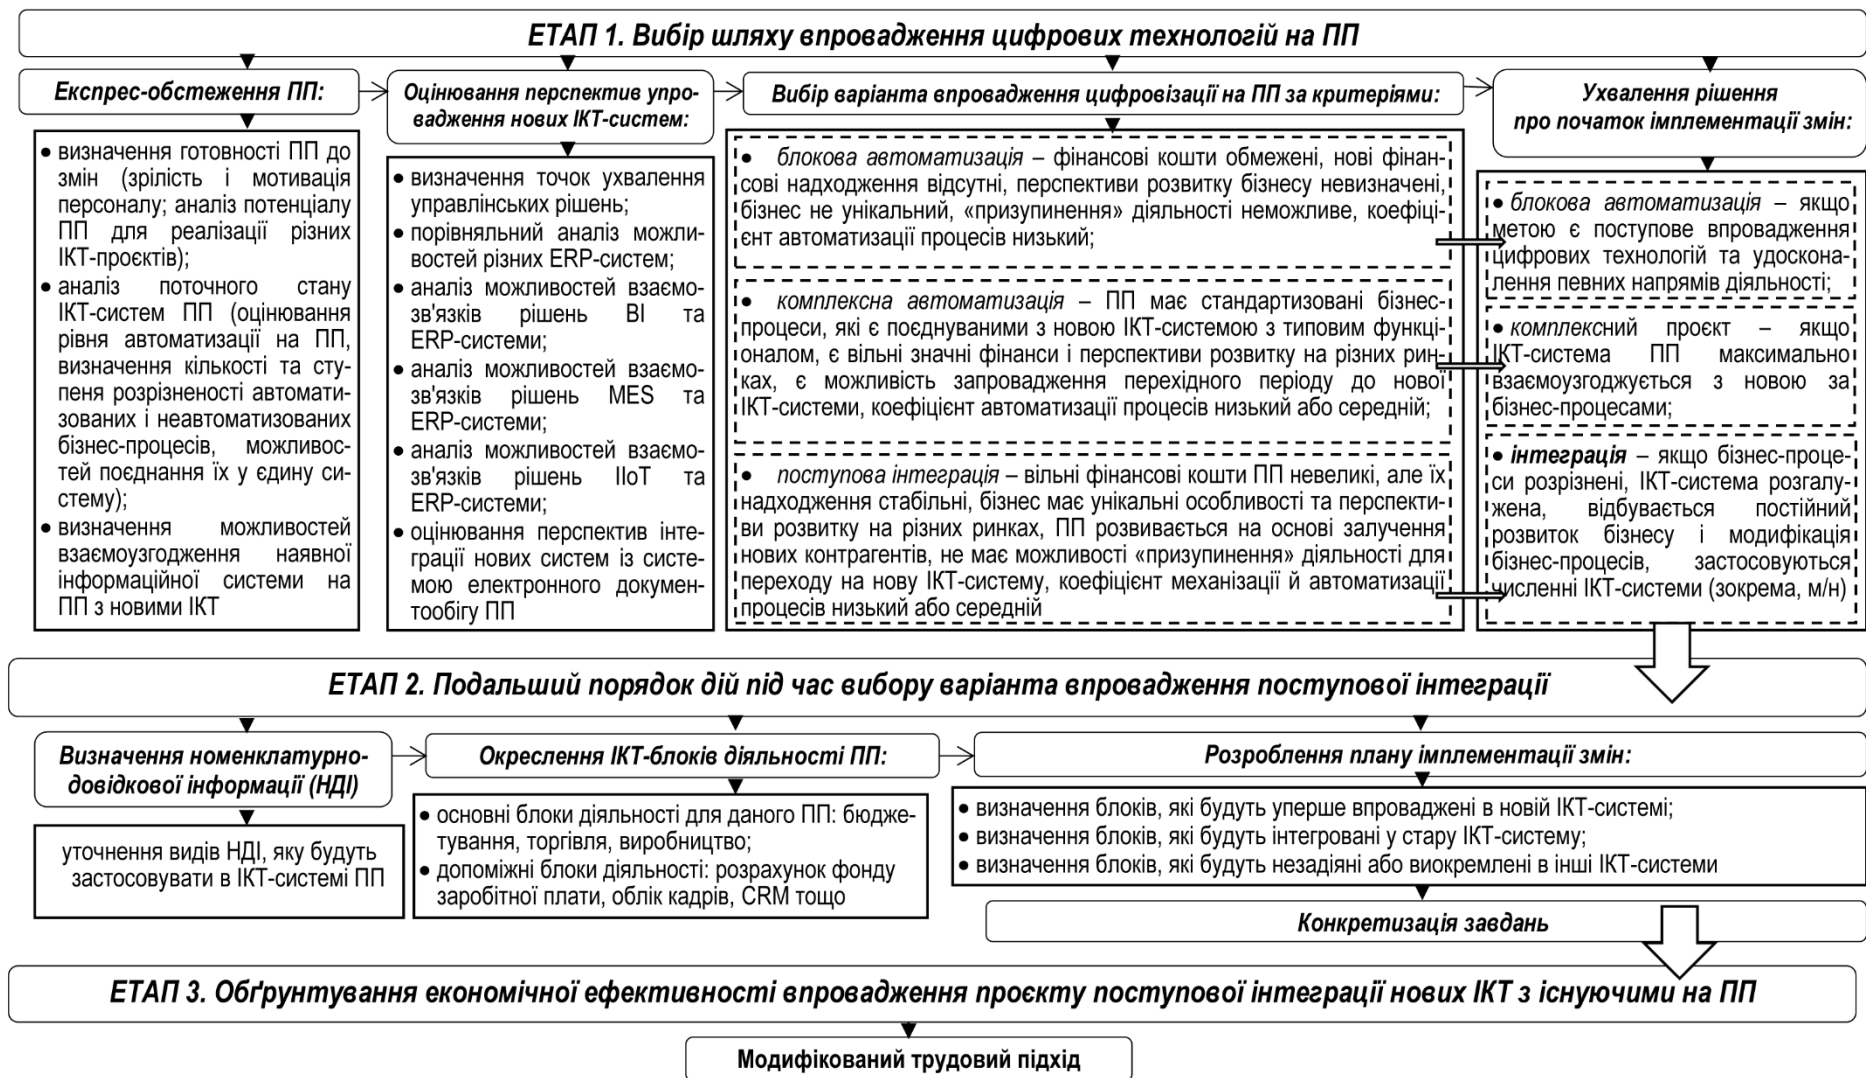 ЕТАП 1. Вибір шляху впровадження цифрових технологій на ПП
Експрес-обстеження ПП:
• визначення готовності ПП до
змін (зрілість і мотивація
персоналу; аналіз потенціалу
ПП для реалізації різних
ІКТ-проєктів);
• аналіз поточного стану
ІКТ-систем ПП (оцінювання
рівня автоматизації на ПП,
визначення кількості та сту-
пеня розрізненості автомати-
зованих і неавтоматизованих
бізнес-процесів, можливос-
тей поєднання їх у єдину си-
стему);
• визначення можливостей
взаємоузгодження наявної
інформаційної системи на
ПП з новими ІКТ
Оцінювання перспектив упро-
вадження нових ІКТ-систем:
• визначення точок ухвалення
управлінських рішень;
• порівняльний аналіз можли-
востей різних ERP-систем;
• аналіз можливостей взаємо-
зв'язків рішень BI та
ERP-системи;
• аналіз можливостей взаємо-
зв'язків рішень MES та
ERP-системи;
• аналіз можливостей взаємо-
зв'язків рішень IIoT та
ERP-системи;
• оцінювання перспектив інте-
грації нових систем із систе-
мою електронного докумен-
тообігу ПП
Вибір варіанта впровадження цифровізації на ПП за критеріями:
• блокова автоматизація – фінансові кошти обмежені, нові фінан-
сові надходження відсутні, перспективи розвитку бізнесу невизначені,
бізнес не унікальний, «призупинення» діяльності неможливе, коефіці-
єнт автоматизації процесів низький;
• комплексна автоматизація – ПП має стандартизовані бізнес-
процеси, які є поєднуваними з новою ІКТ-системою з типовим функці-
оналом, є вільні значні фінанси і перспективи розвитку на різних рин-
ках, є можливість запровадження перехідного періоду до нової
ІКТ-системи, коефіцієнт автоматизації процесів низький або середній;
• поступова інтеграція – вільні фінансові кошти ПП невеликі, але їх
надходження стабільні, бізнес має унікальні особливості та перспекти-
ви розвитку на різних ринках, ПП розвивається на основі залучення
нових контрагентів, не має можливості «призупинення» діяльності для
переходу на нову ІКТ-систему, коефіцієнт механізації й автоматизації
процесів низький або середній
Ухвалення рішення
про початок імплементації змін:
• блокова автоматизація – якщо
метою є поступове впровадження
цифрових технологій та удоскона-
лення певних напрямів діяльності;
• комплексний проєкт – якщо
ІКТ-система ПП максимально
взаємоузгоджується з новою за
бізнес-процесами;
• інтеграція – якщо бізнес-проце-
си розрізнені, ІКТ-система розгалу-
жена, відбувається постійний
розвиток бізнесу і модифікація
бізнес-процесів, застосовуються
численні ІКТ-системи (зокрема, м/н)
ЕТАП 2. Подальший порядок дій під час вибору варіанта впровадження поступової інтеграції
Визначення номенклатурно-
довідкової інформації (НДІ)
уточнення видів НДІ, яку будуть
застосовувати в ІКТ-системі ПП
Окреслення ІКТ-блоків діяльності ПП:
• основні блоки діяльності для даного ПП: бюдже-
тування, торгівля, виробництво;
• допоміжні блоки діяльності: розрахунок фонду
заробітної плати, облік кадрів, CRM тощо
Розроблення плану імплементації змін:
• визначення блоків, які будуть уперше впроваджені в новій ІКТ-системі;
• визначення блоків, які будуть інтегровані у стару ІКТ-систему;
• визначення блоків, які будуть незадіяні або виокремлені в інші ІКТ-системи
Конкретизація завдань
ЕТАП 3. Обґрунтування економічної ефективності впровадження проєкту поступової інтеграції нових ІКТ з існуючими на ПП
Модифікований трудовий підхід